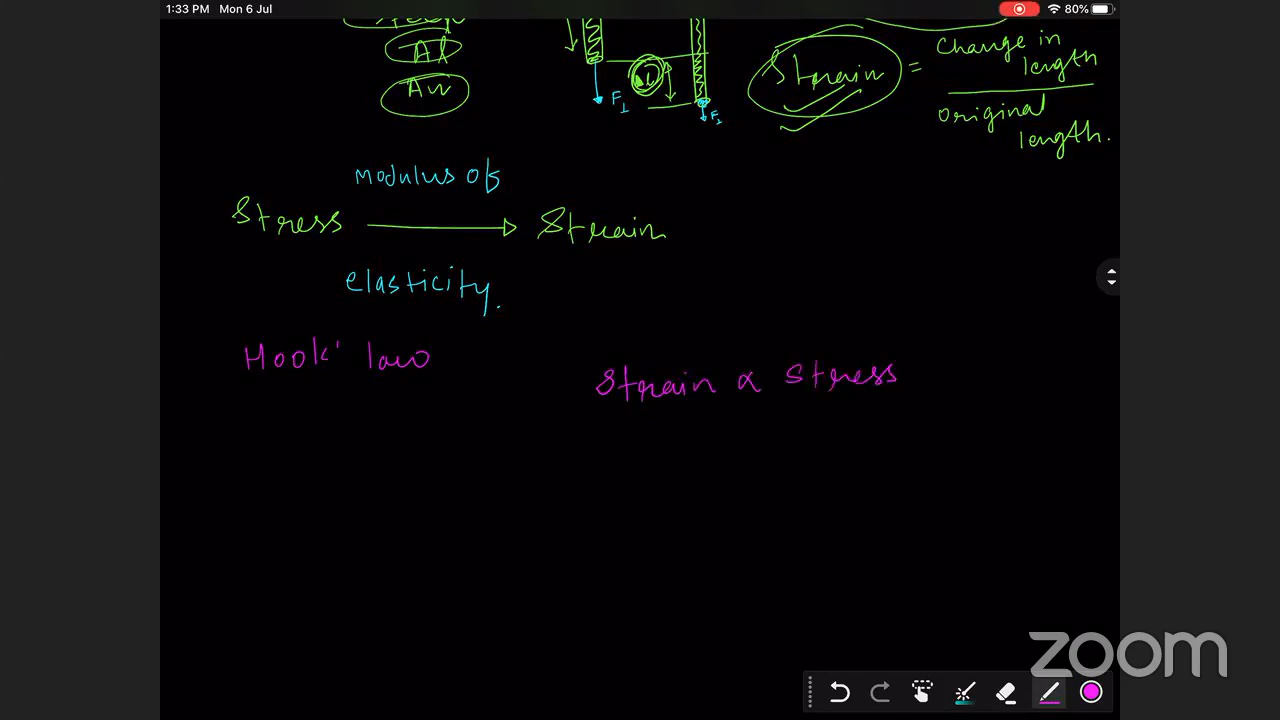 1:33 PM Mon 6 Jul
80%
Al
F⊥
F⊥
Strain = change in length
original length.
modulus of
Stress → Strain
elasticity.
Hook' law
Strain α Stress
zoom